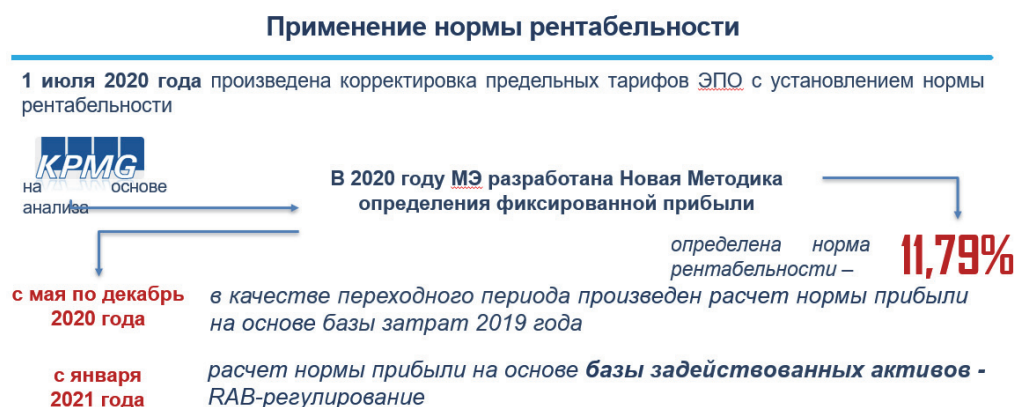 Применение нормы рентабельности
1 июля 2020 года произведена корректировка предельных тарифов ЭПО с установлением нормы
рентабельности
KPMG
на основе
анализа
В 2020 году МЭ разработана Новая Методика
определения фиксированной прибыли
определена норма
рентабельности –
11,79%
с мая по декабрь
2020 года
в качестве переходного периода произведен расчет нормы прибыли
на основе базы затрат 2019 года
с января
2021 года
расчет нормы прибыли на основе базы задействованных активов -
RAB-регулирование